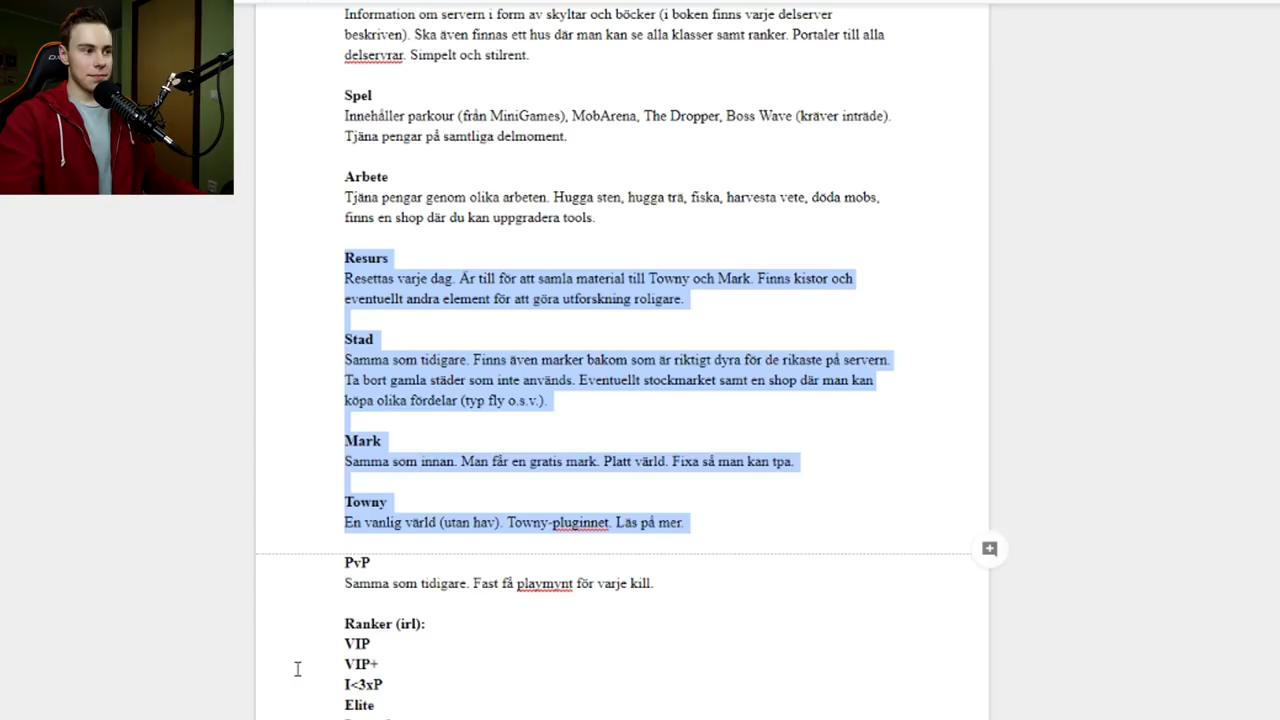 Information om servern i form av skyltar och böcker (i boken finns varje delserver
beskriven). Ska även finnas ett hus där man kan se alla klasser samt ranker. Portaler till alla
delservrar. Simpelt och stilrent.
Spel
Innehåller parkour (från MiniGames), MobArena, The Dropper, Boss Wave (kräver inträde).
Tjäna pengar på samtliga delmoment.
Arbete
Tjäna pengar genom olika arbeten. Hugga sten, hugga trä, fiska, harvesta vete, döda mobs,
finns en shop där du kan uppgradera tools.
Resurs
Resettas varje dag. Är till för att samla material till Towny och Mark. Finns kistor och
eventuellt andra element för att göra utforskning roligare.
Stad
Samma som tidigare. Finns även marker bakom som är riktigt dyra för de rikaste på servern.
Ta bort gamla städer som inte används. Eventuellt stockmarket samt en shop där man kan
köpa olika fördelar (typ fly o.s.v.).
Mark
Samma som innan. Man får en gratis mark. Platt värld. Fixa så man kan tpa.
Towny
En vanlig värld (utan hav). Towny-pluginnet. Läs på mer.
PvP
Samma som tidigare. Fast få playmynt för varje kill.
Ranker (irl):
VIP
VIP+
I<3xP
Elite